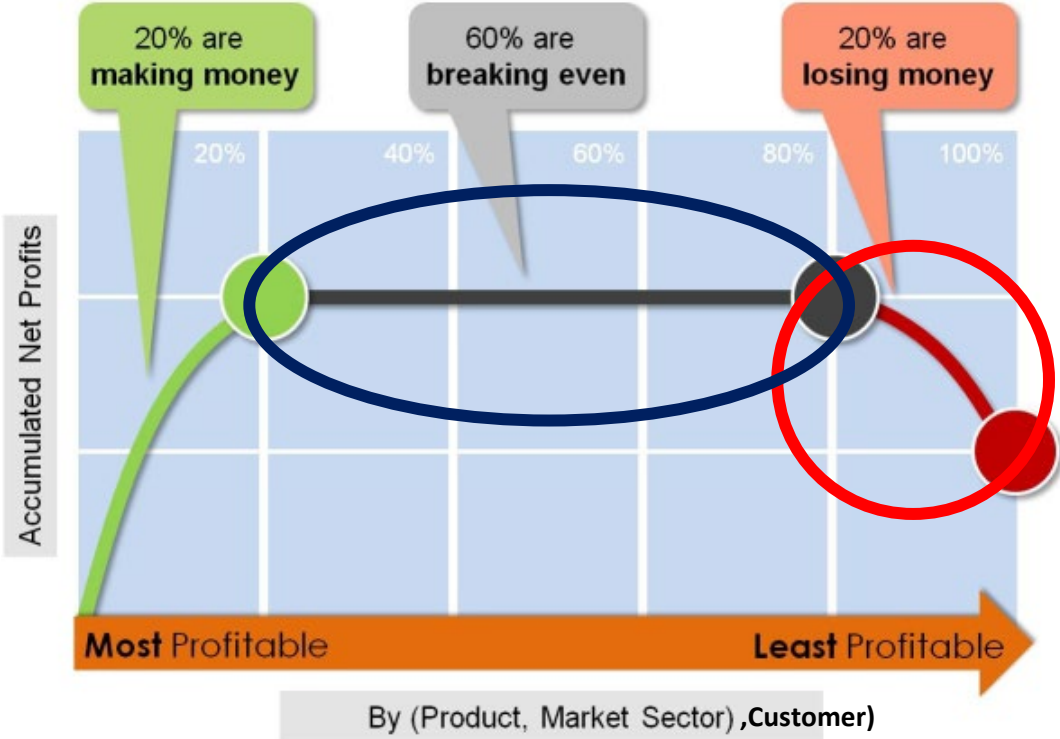 20% are
making money
60% are
breaking even
20% are
losing money
20%
40%
60%
80%
100%
Accumulated Net Profits
Most Profitable
Least Profitable
By (Product, Market Sector) ,Customer)